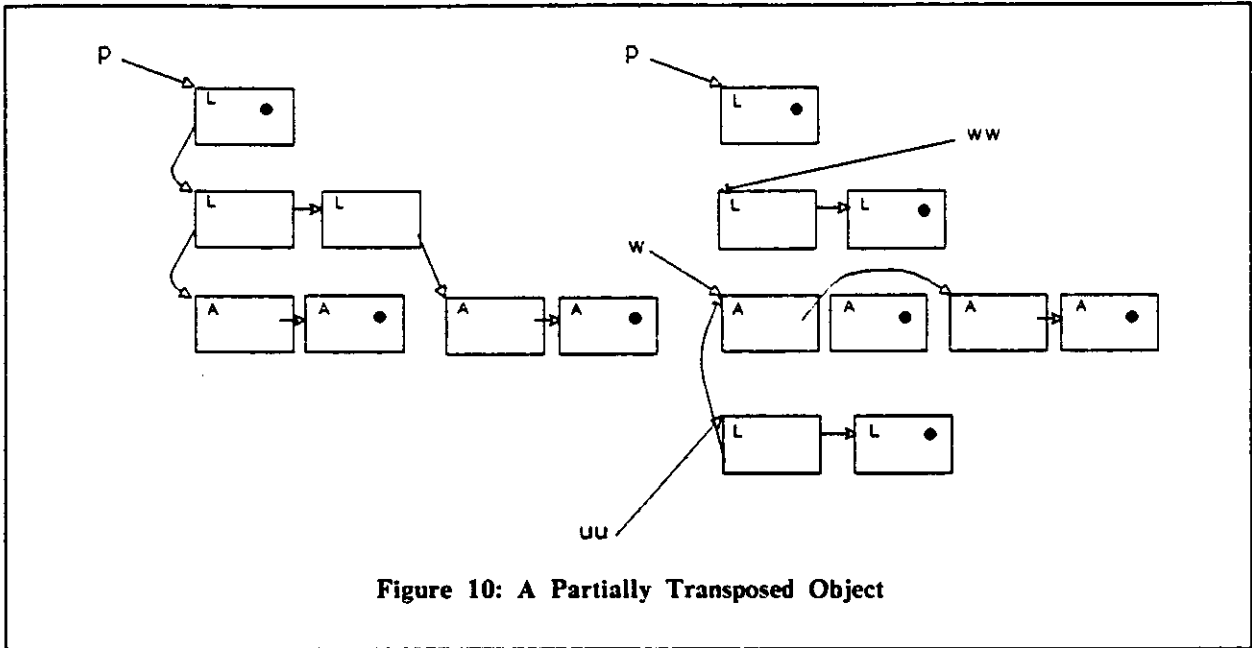 p p
L L
ww
L L L L
w
A A A A A A A A
L L
uu
Figure 10: A Partially Transposed Object